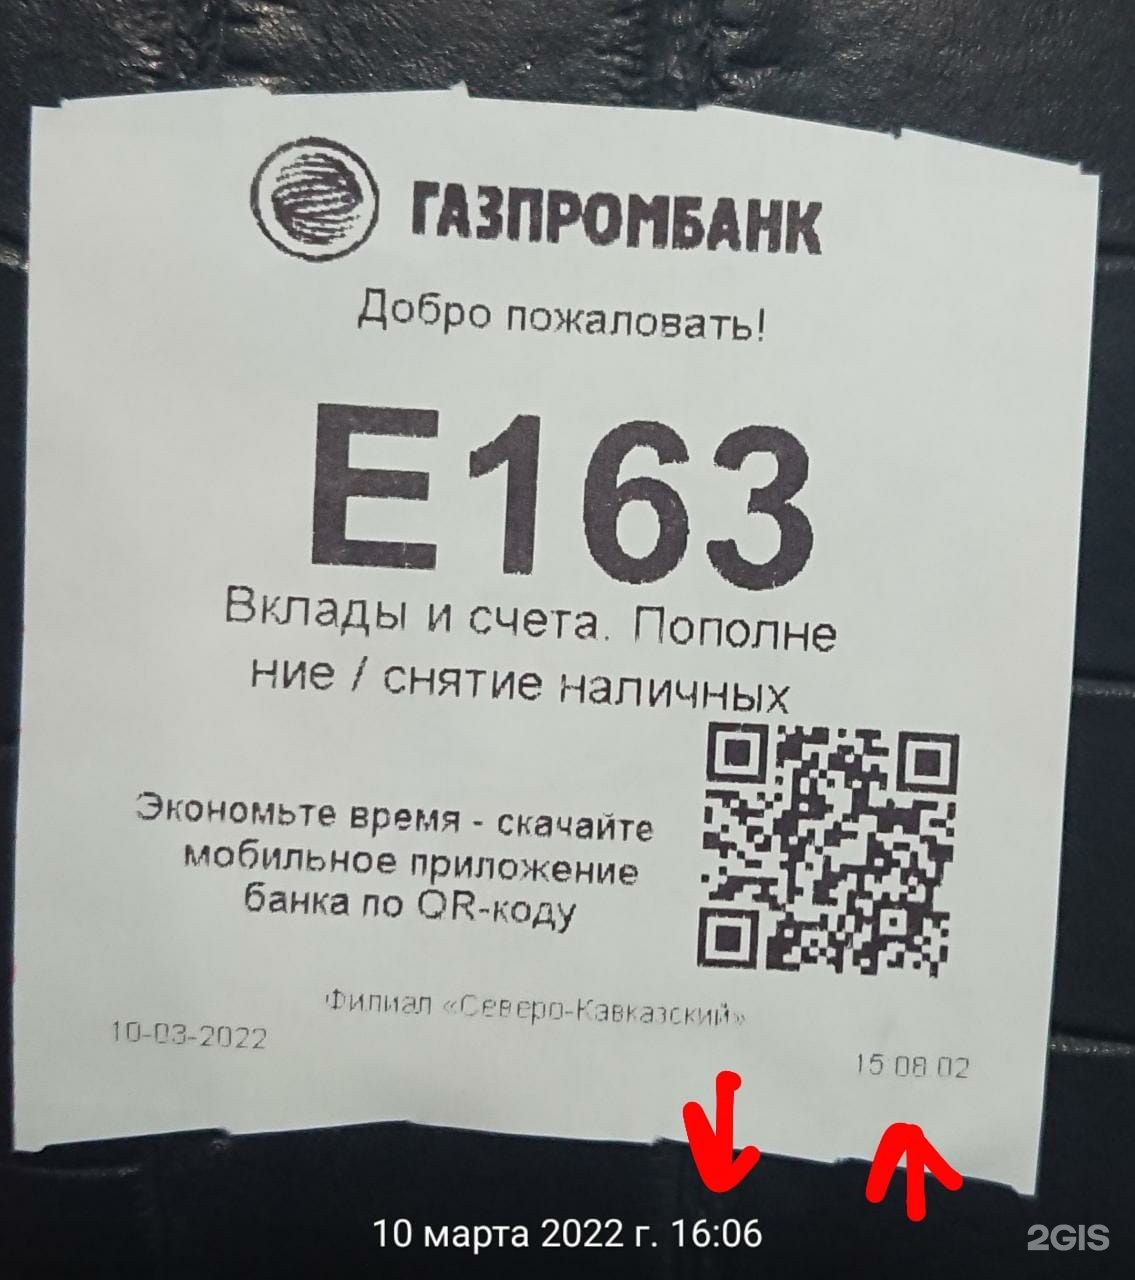 ГАЗПРОМБАНК
Добро пожаловать!
E163
Вклады и счета. Пополне
ние / снятие наличных
Экономьте время - скачайте
мобильное приложение
банка по QR-коду
Филиал «Северо-Кавказский»
10-03-2022
15 08 02
10 марта 2022 г. 16:06
2GIS